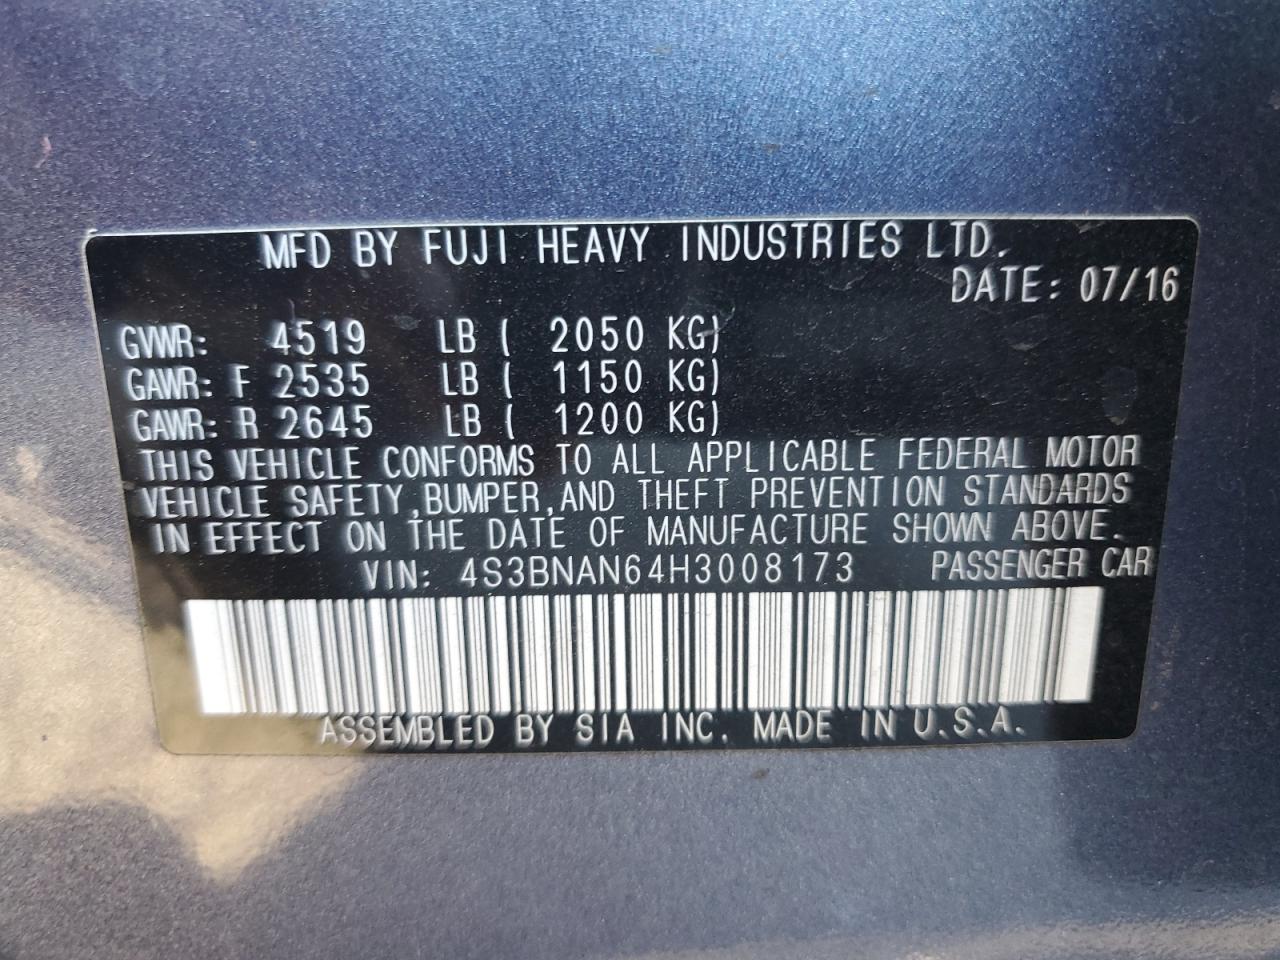 MFD BY FUJI HEAVY INDUSTRIES LTD.
DATE: 07/16
GVWR: 4519 LB ( 2050 KG)
GAWR: F 2535 LB ( 1150 KG)
GAWR: R 2645 LB ( 1200 KG)
THIS VEHICLE CONFORMS TO ALL APPLICABLE FEDERAL MOTOR
VEHICLE SAFETY,BUMPER,AND THEFT PREVENTION STANDARDS
IN EFFECT ON THE DATE OF MANUFACTURE SHOWN ABOVE.
VIN: 4S3BNAN64H3008173 PASSENGER CAR
ASSEMBLED BY SIA INC. MADE IN U.S.A.